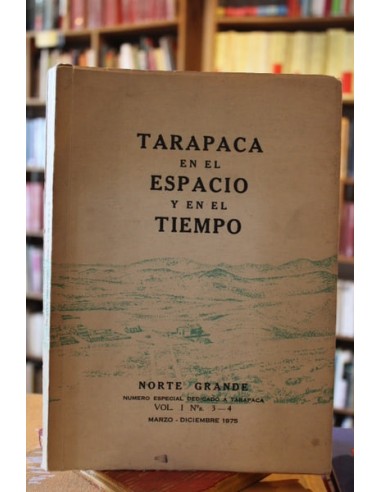 TARAPACA
EN EL
ESPACIO
Y EN EL
TIEMPO
NORTE GRANDE
NUMERO ESPECIAL DEDICADO A TARAPACA
VOL. I Nºs. 3-4
MARZO - DICIEMBRE 1975